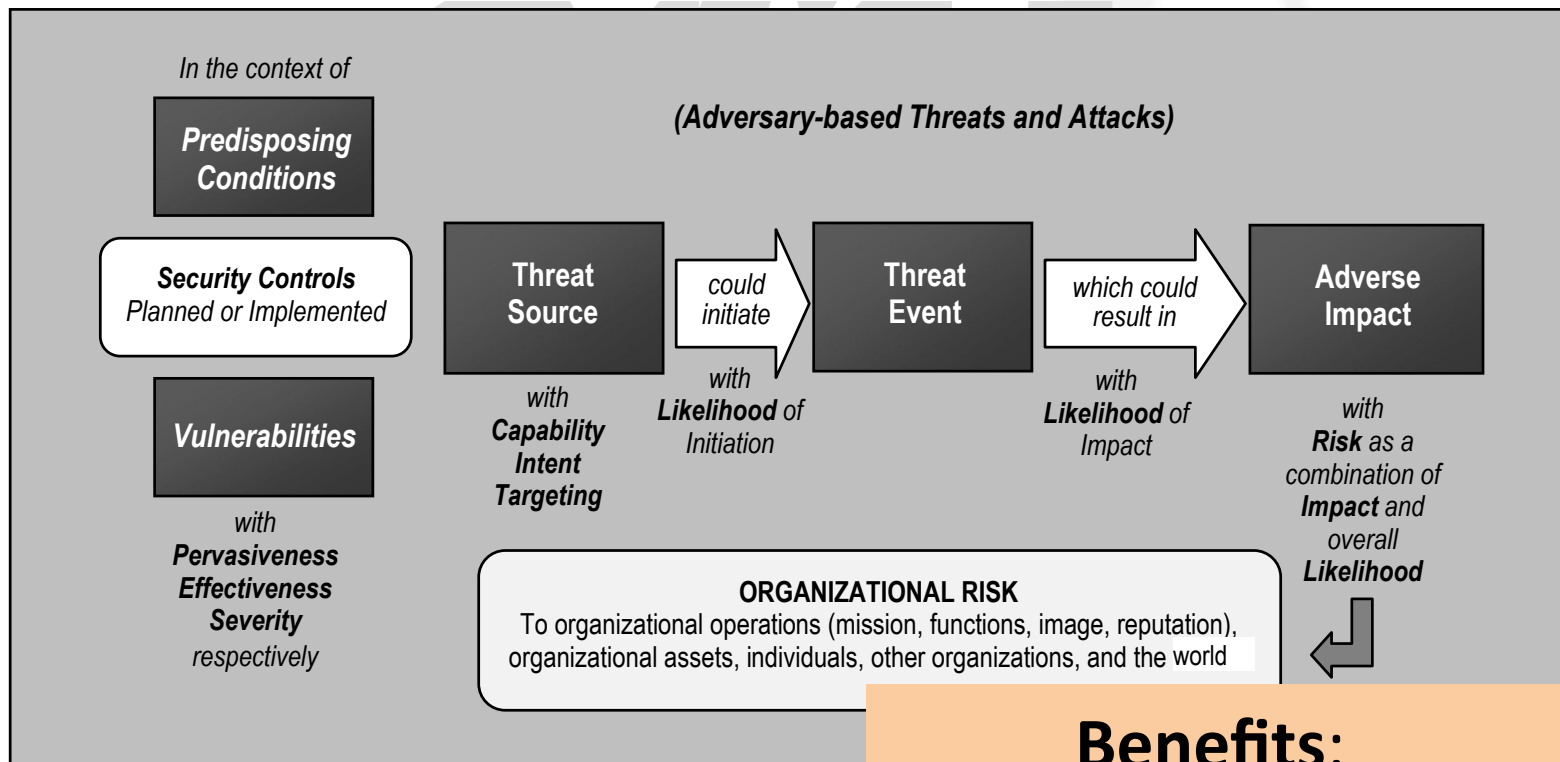 In the context of
Predisposing
Conditions
Security Controls
Planned or Implemented
Vulnerabilities
with
Pervasiveness
Effectiveness
Severity
respectively
(Adversary-based Threats and Attacks)
Threat
Source
with
Capability
Intent
Targeting
could
initiate
with
Likelihood of
Initiation
Threat
Event
which could
result in
with
Likelihood of
Impact
Adverse
Impact
with
Risk as a
combination of
Impact and
overall
Likelihood
ORGANIZATIONAL RISK
To organizational operations (mission, functions, image, reputation),
organizational assets, individuals, other organizations, and the world
Benefits: